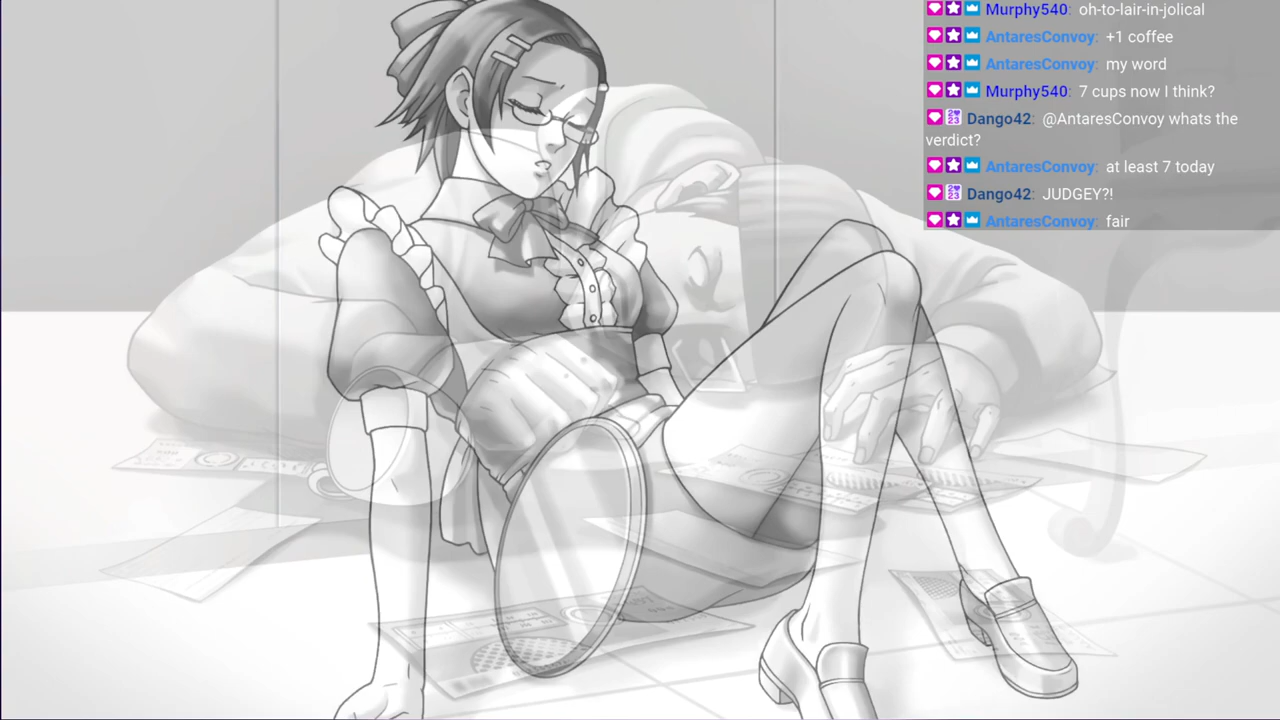 Murphy540: oh-to-lair-in-jolical
AntaresConvoy: +1 coffee
AntaresConvoy: my word
Murphy540: 7 cups now I think?
Dango42: @AntaresConvoy whats the
verdict?
AntaresConvoy: at least 7 today
Dango42: JUDGEY?!
AntaresConvoy: fair